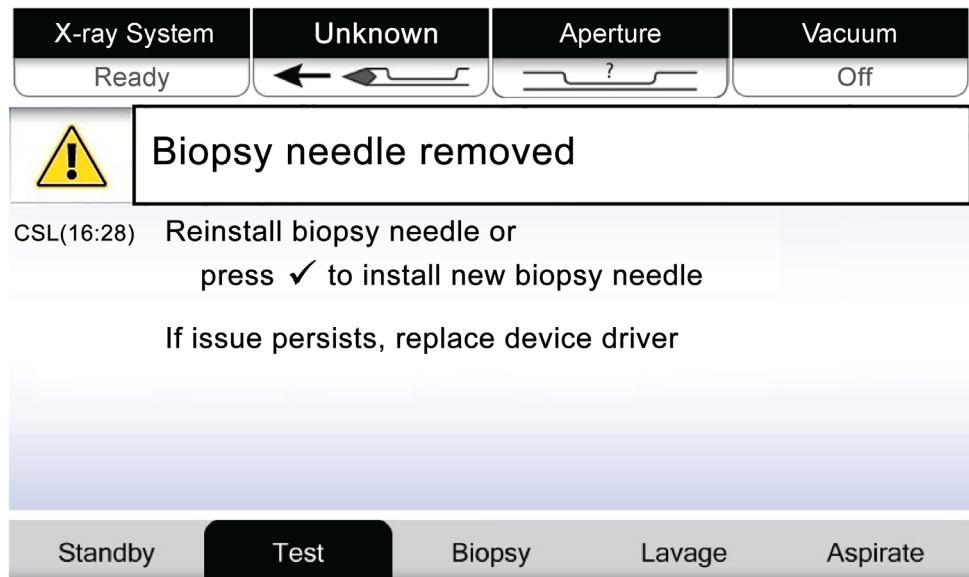 X-ray System Unknown Aperture Vacuum
Ready ? Off
Biopsy needle removed
CSL(16:28) Reinstall biopsy needle or
press ✓ to install new biopsy needle
If issue persists, replace device driver
Standby Test Biopsy Lavage Aspirate